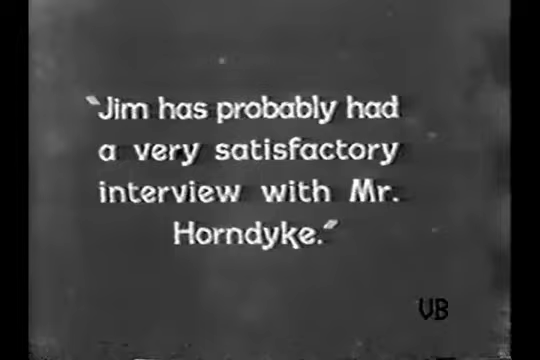 "Jim has probably had
a very satisfactory
interview with Mr.
Horndyke."
VB